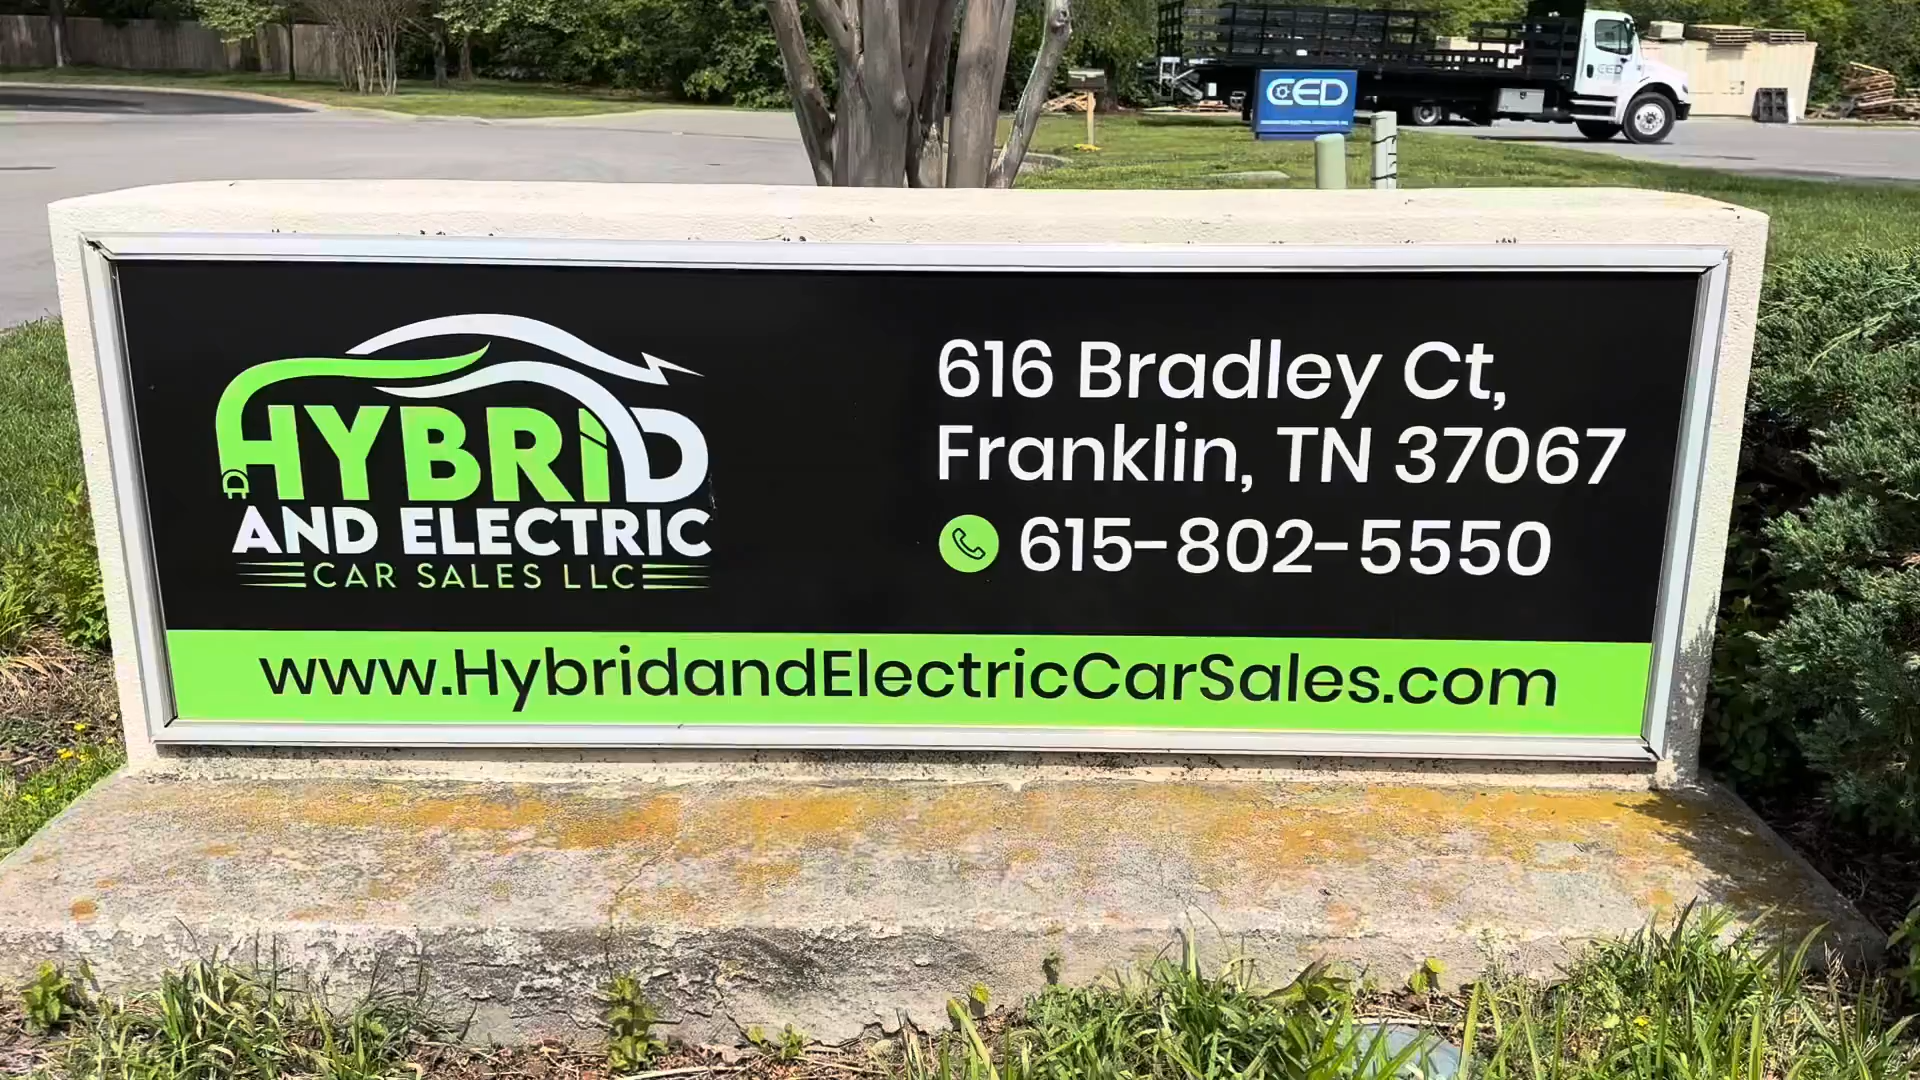 CED
CED
HYBRID
AND ELECTRIC
CAR SALES LLC
616 Bradley Ct,
Franklin, TN 37067
615-802-5550
www.HybridandElectricCarSales.com